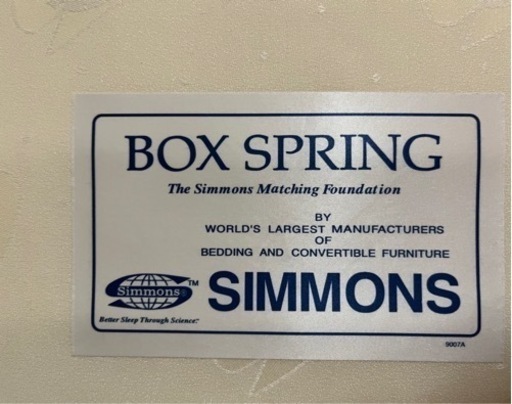 BOX SPRING
The Simmons Matching Foundation
BY
WORLD'S LARGEST MANUFACTURERS
OF
BEDDING AND CONVERTIBLE FURNITURE
Simmons® TM
SIMMONS
Better Sleep Through Science.®
9007A